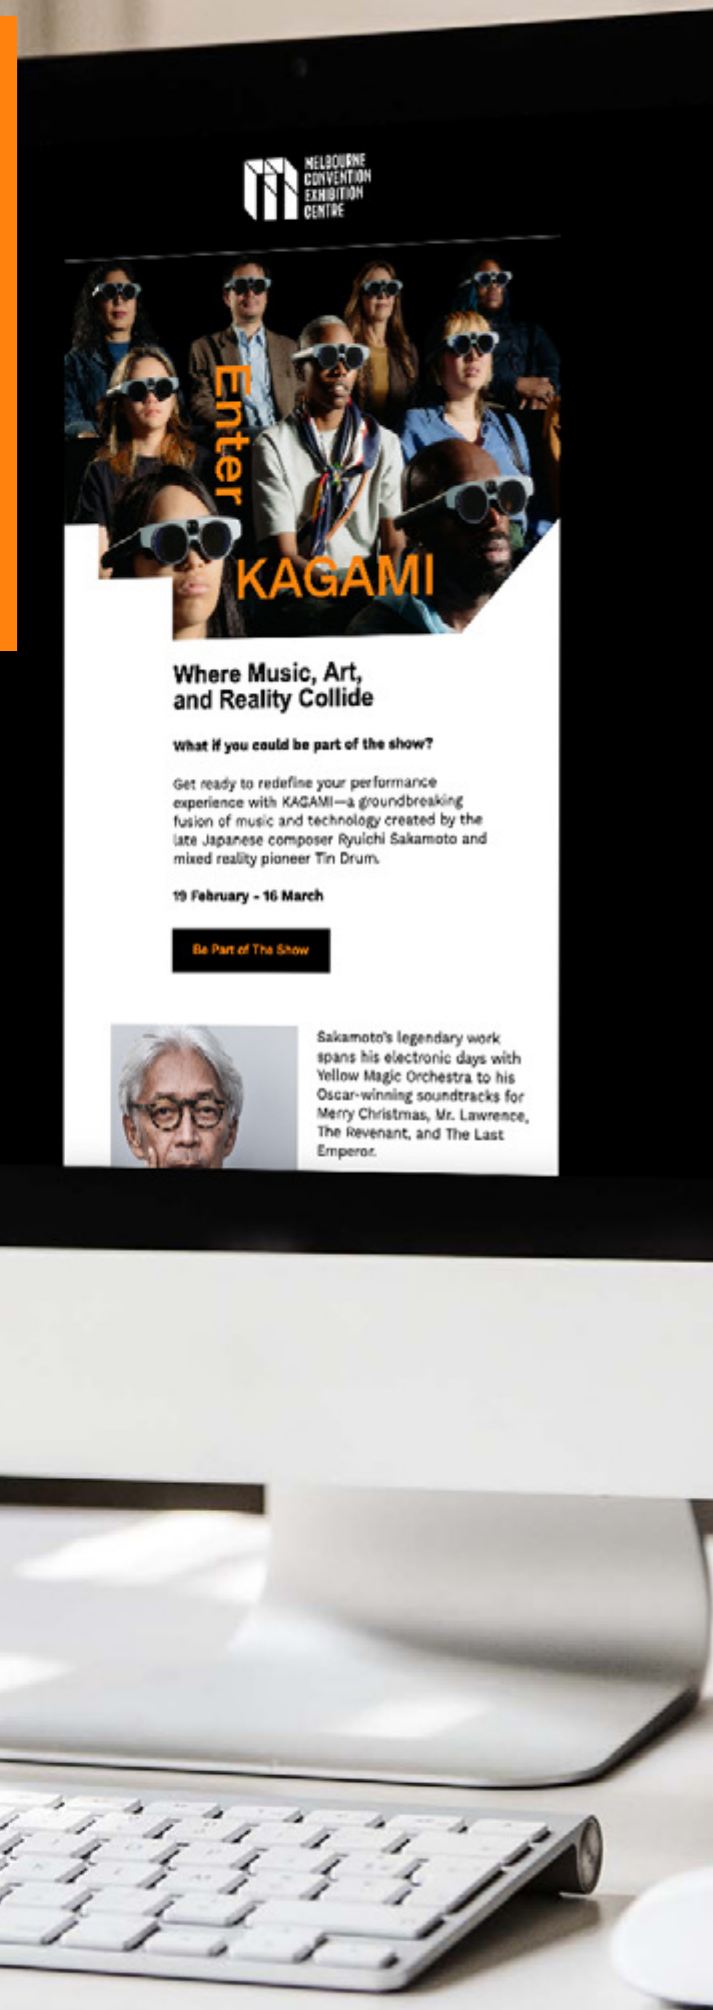 MELBOURNE
CONVENTION
EXHIBITION
CENTRE
Enter
KAGAMI
Where Music, Art,
and Reality Collide
What if you could be part of the show?
Get ready to redefine your performance
experience with KAGAMI—a groundbreaking
fusion of music and technology created by the
late Japanese composer Ryuichi Sakamoto and
mixed reality pioneer Tin Drum.
19 February - 16 March
Be Part of The Show
Sakamoto's legendary work
spans his electronic days with
Yellow Magic Orchestra to his
Oscar-winning soundtracks for
Merry Christmas, Mr. Lawrence,
The Revenant, and The Last
Emperor.